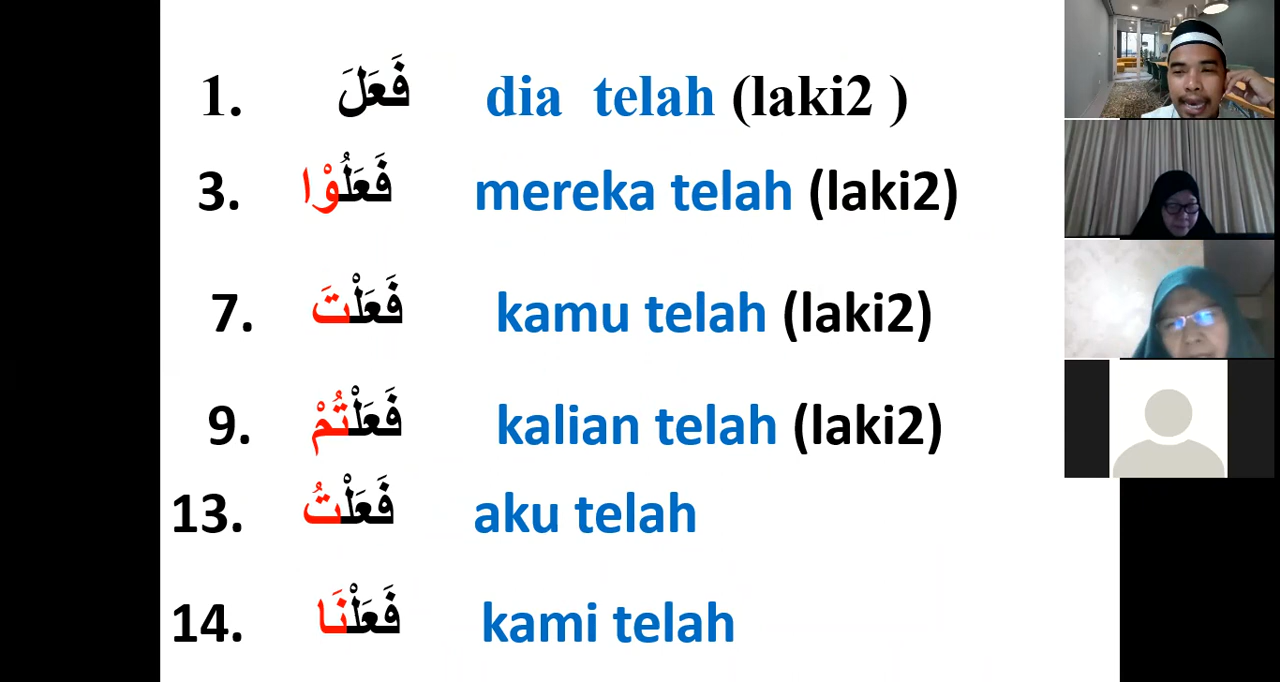 1. فَعَلَ dia telah (laki2 )
3. فَعَلُوْا mereka telah (laki2)
7. فَعَلْتَ kamu telah (laki2)
9. فَعَلْتُمْ kalian telah (laki2)
13. فَعَلْتُ aku telah
14. فَعَلْنَا kami telah